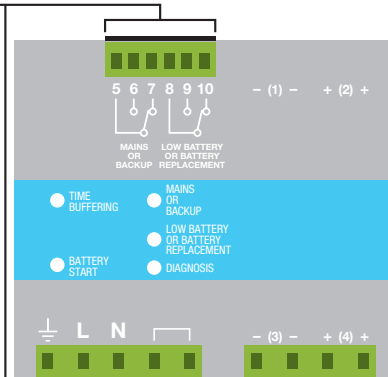 5 6 7 8 9 10
– (1) – + (2) +
MAINS
OR
BACKUP
LOW BATTERY
OR BATTERY
REPLACEMENT
TIME
BUFFERING
MAINS
OR
BACKUP
LOW BATTERY
OR BATTERY
REPLACEMENT
BATTERY
START
DIAGNOSIS
L N
– (3) – + (4) +